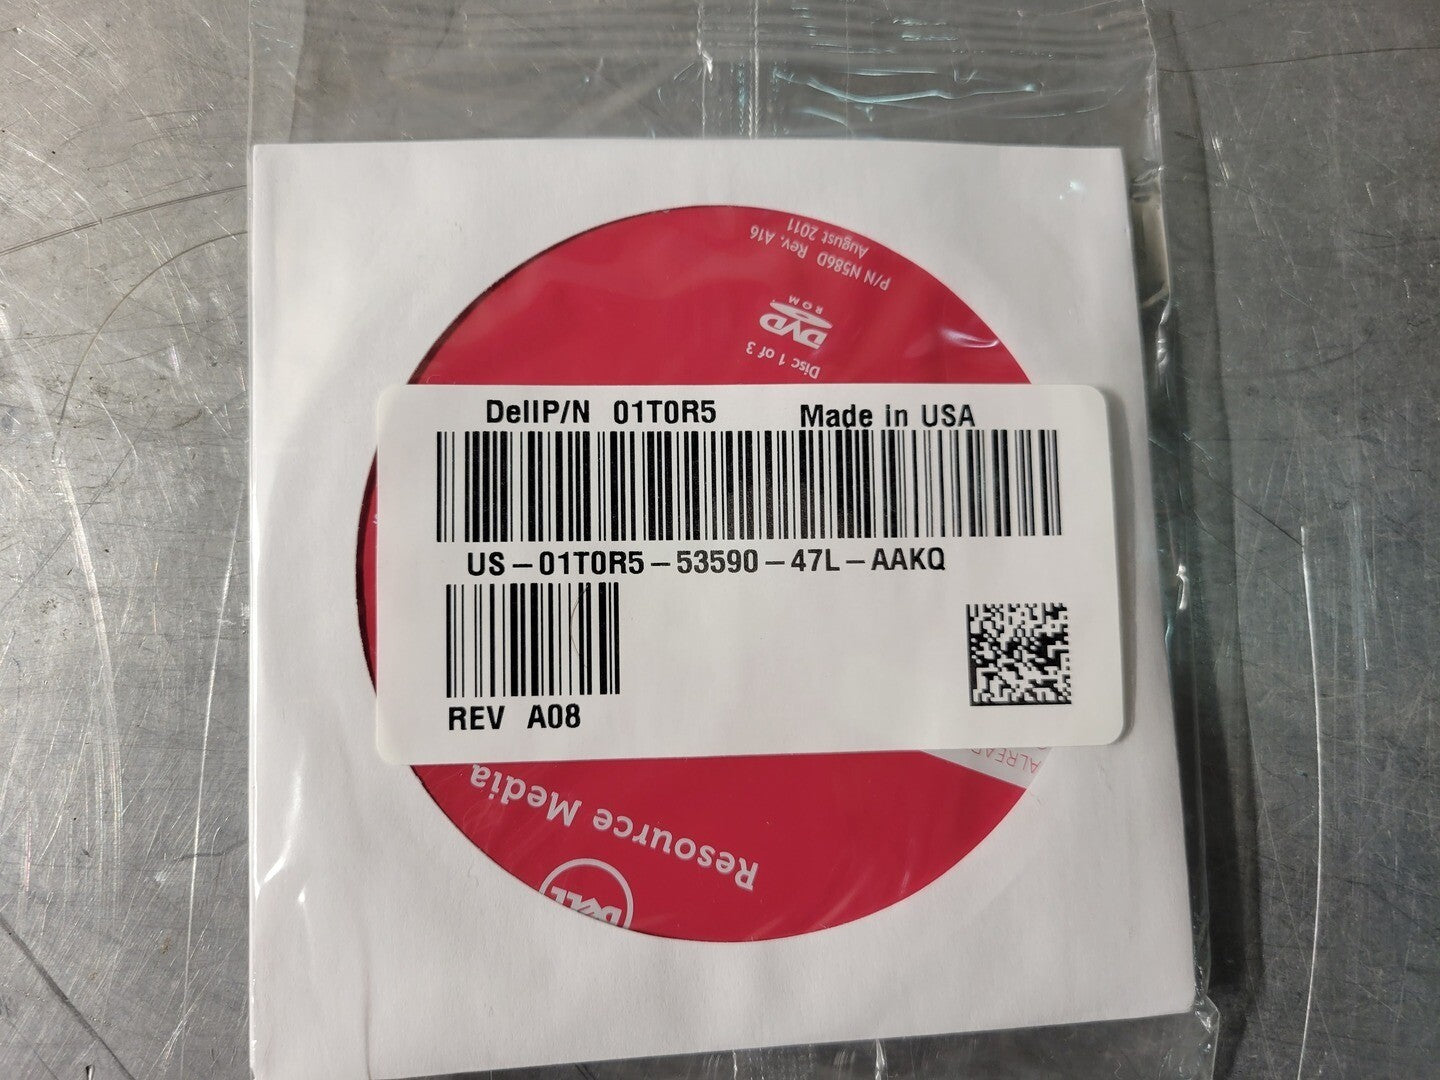 P/N N586D Rev. A16
August 2011
DVD
ROM
Disc 1 of 3
DellP/N 01T0R5 Made in USA
US-01T0R5-53590-47L-AAKQ
REV A08
Resource Media
DELL